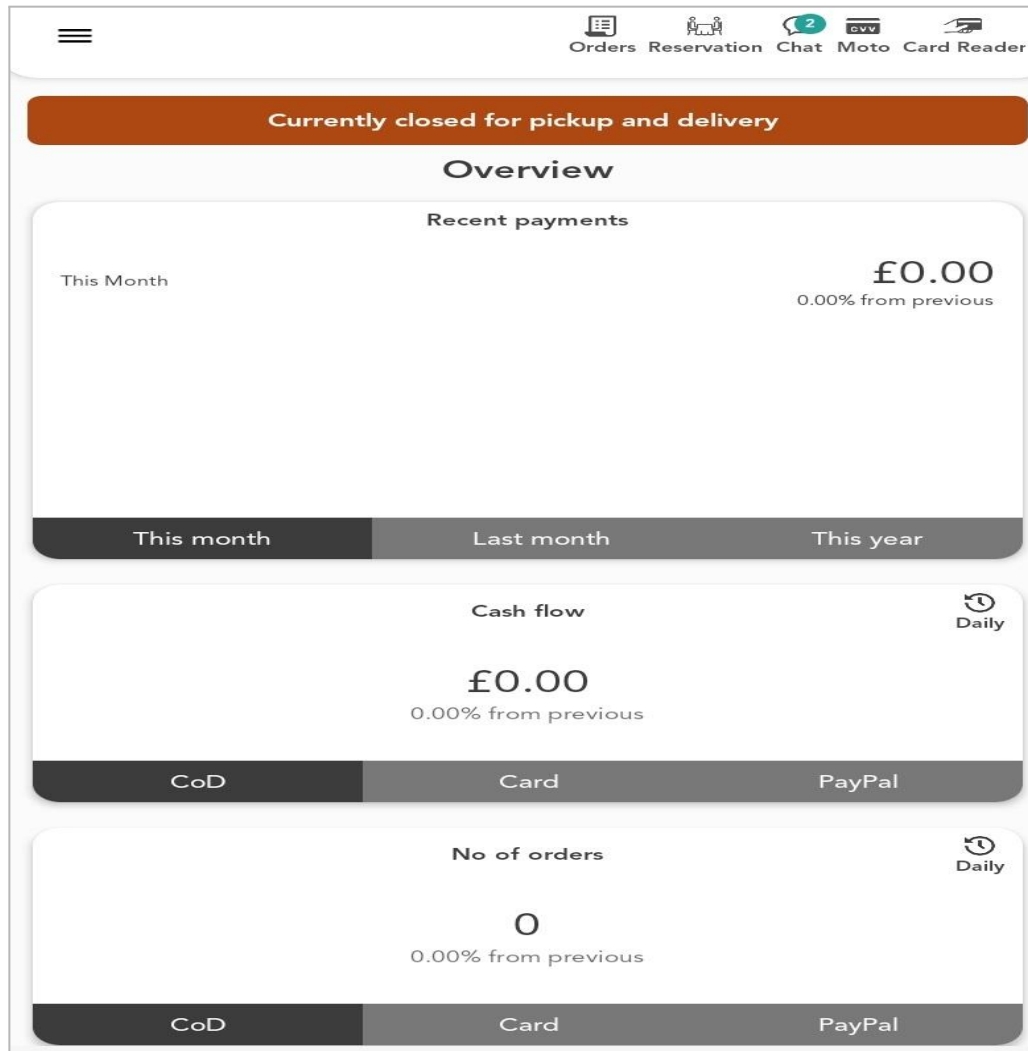 2 CVV
Orders Reservation Chat Moto Card Reader
Currently closed for pickup and delivery
Overview
Recent payments
This Month
£0.00
0.00% from previous
This month Last month This year
Cash flow
Daily
£0.00
0.00% from previous
CoD Card PayPal
No of orders
Daily
0
0.00% from previous
CoD Card PayPal